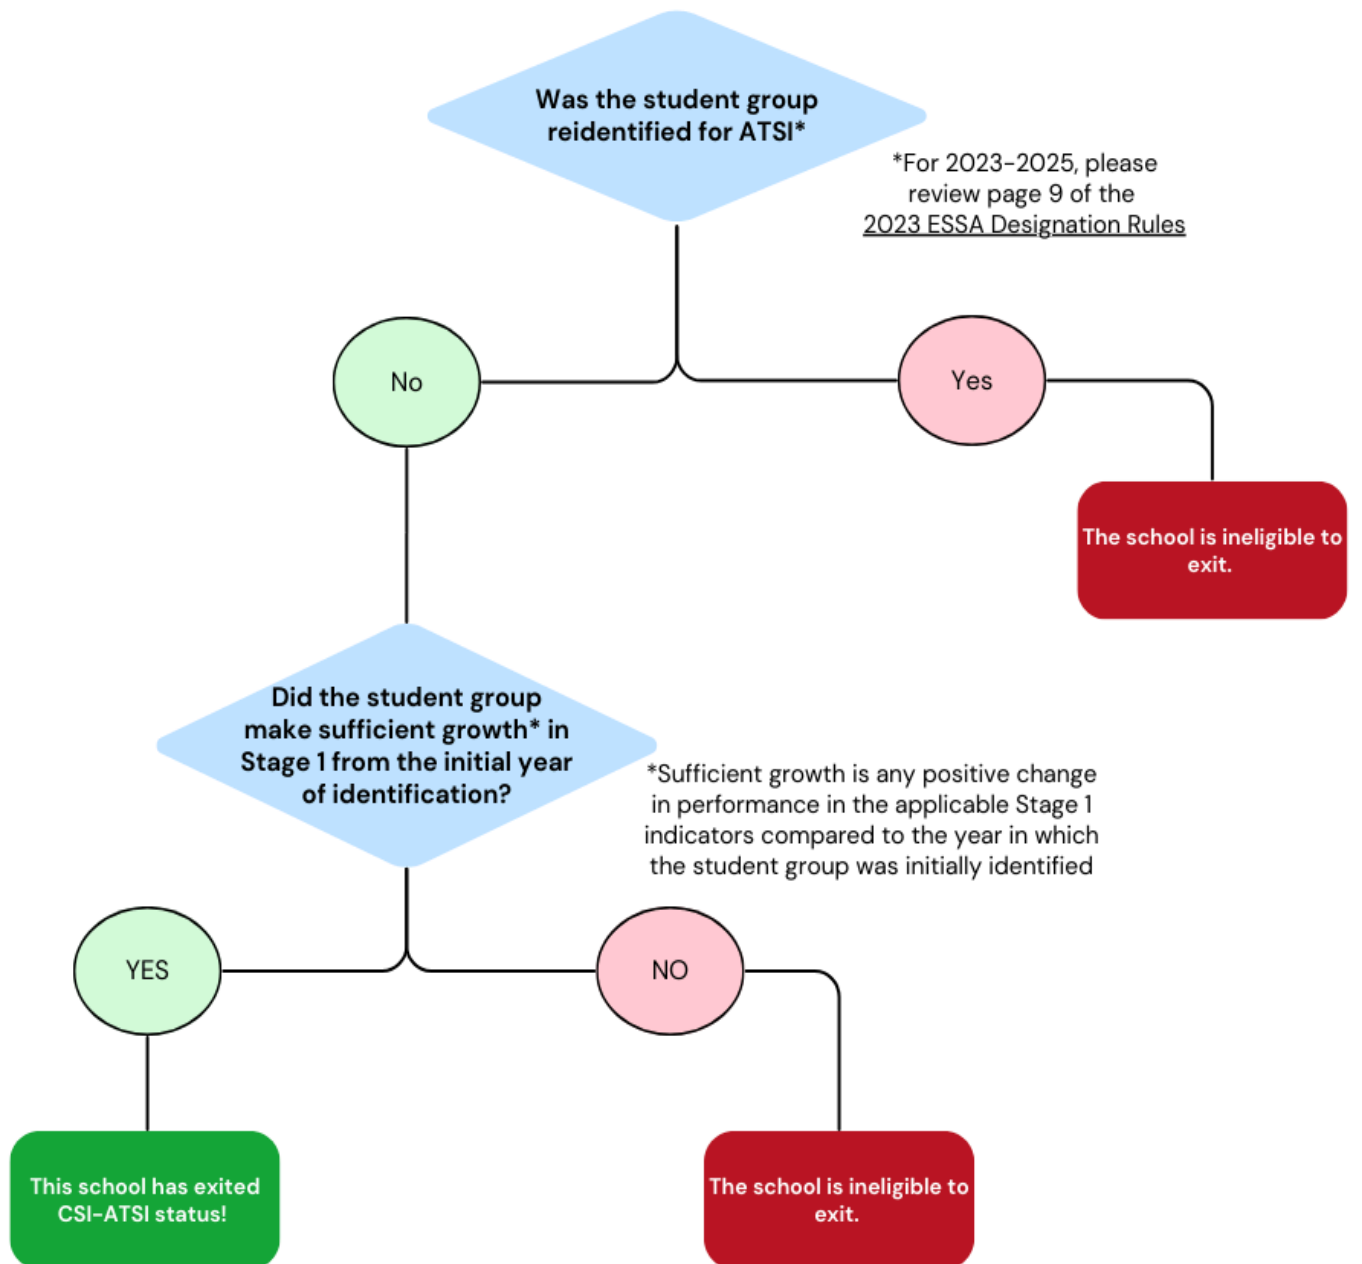 Was the student group
reidentified for ATSI*
*For 2023-2025, please
review page 9 of the
2023 ESSA Designation Rules
No
Yes
The school is ineligible to
exit.
Did the student group
make sufficient growth* in
Stage 1 from the initial year
of identification?
*Sufficient growth is any positive change
in performance in the applicable Stage 1
indicators compared to the year in which
the student group was initially identified
YES
NO
This school has exited
CSI-ATSI status!
The school is ineligible to
exit.